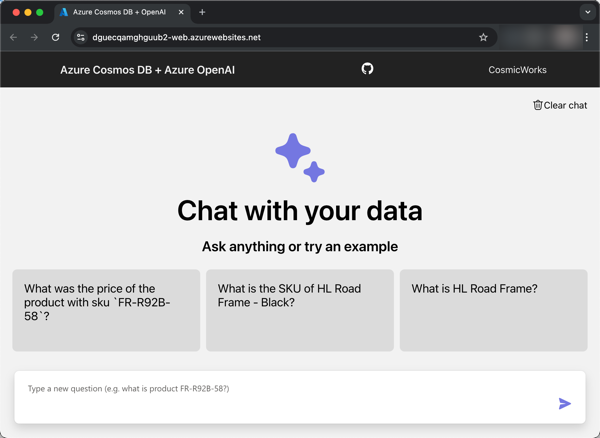 Azure Cosmos DB + OpenAI
dguecqamghguub2-web.azurewebsites.net
Azure Cosmos DB + Azure OpenAI
CosmicWorks
Clear chat
Chat with your data
Ask anything or try an example
What was the price of the
product with sku `FR-R92B-
58`?
What is the SKU of HL Road
Frame - Black?
What is HL Road Frame?
Type a new question (e.g. what is product FR-R92B-58?)